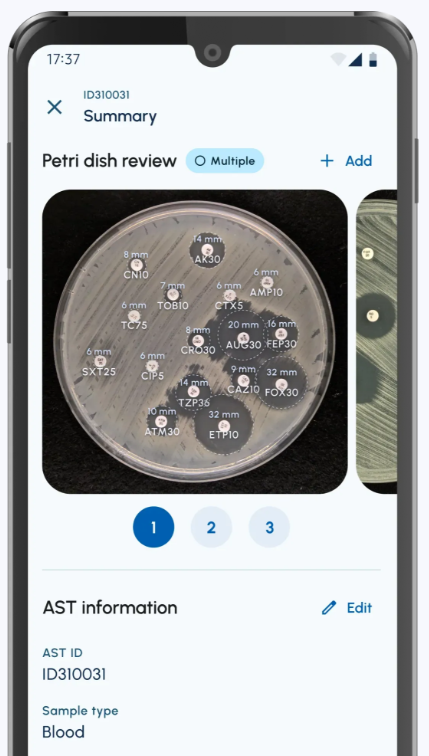 17:37
ID310031
Summary
Petri dish review
Multiple
+ Add
14 mm
AK30
8 mm
CN10
6 mm
AMP10
7 mm
TOB10
6 mm
CTX5
6 mm
TC75
20 mm
AUG30
16 mm
FEP30
8 mm
CRO30
6 mm
SXT25
6 mm
CIP5
9 mm
CAZ10
32 mm
FOX30
14 mm
TZP36
10 mm
ATM30
32 mm
ETP10
1 2 3
AST information
Edit
AST ID
ID310031
Sample type
Blood